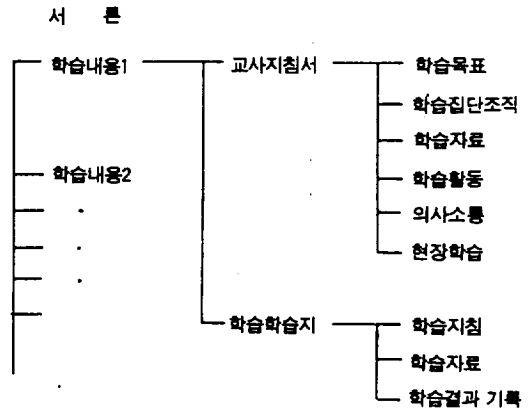 서 론
학습내용1 교사지침서 학습목표
학습집단조직
학습자료
학습내용2 학습활동
의사소통
현장학습
학습학습지 학습지침
학습자료
학습결과 기록